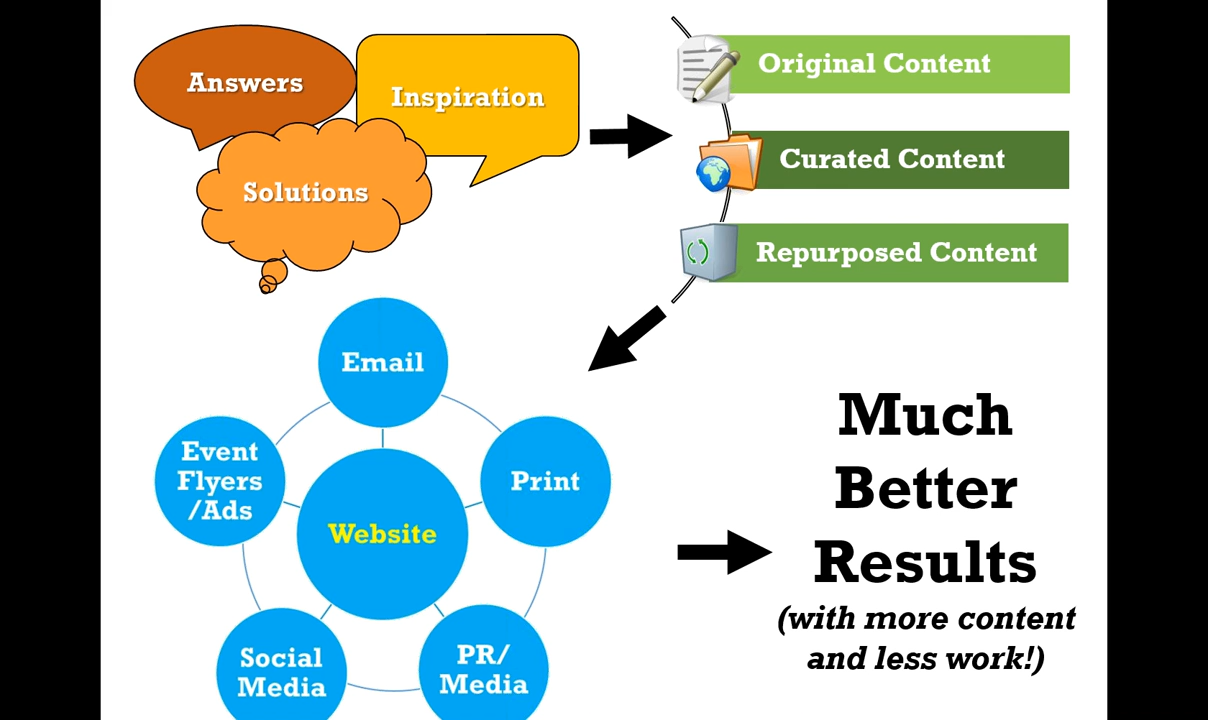 Answers
Inspiration
Solutions
Original Content
Curated Content
Repurposed Content
Email
Event
Flyers
/Ads
Print
Website
Social
Media
PR/
Media
Much
Better
Results
(with more content
and less work!)